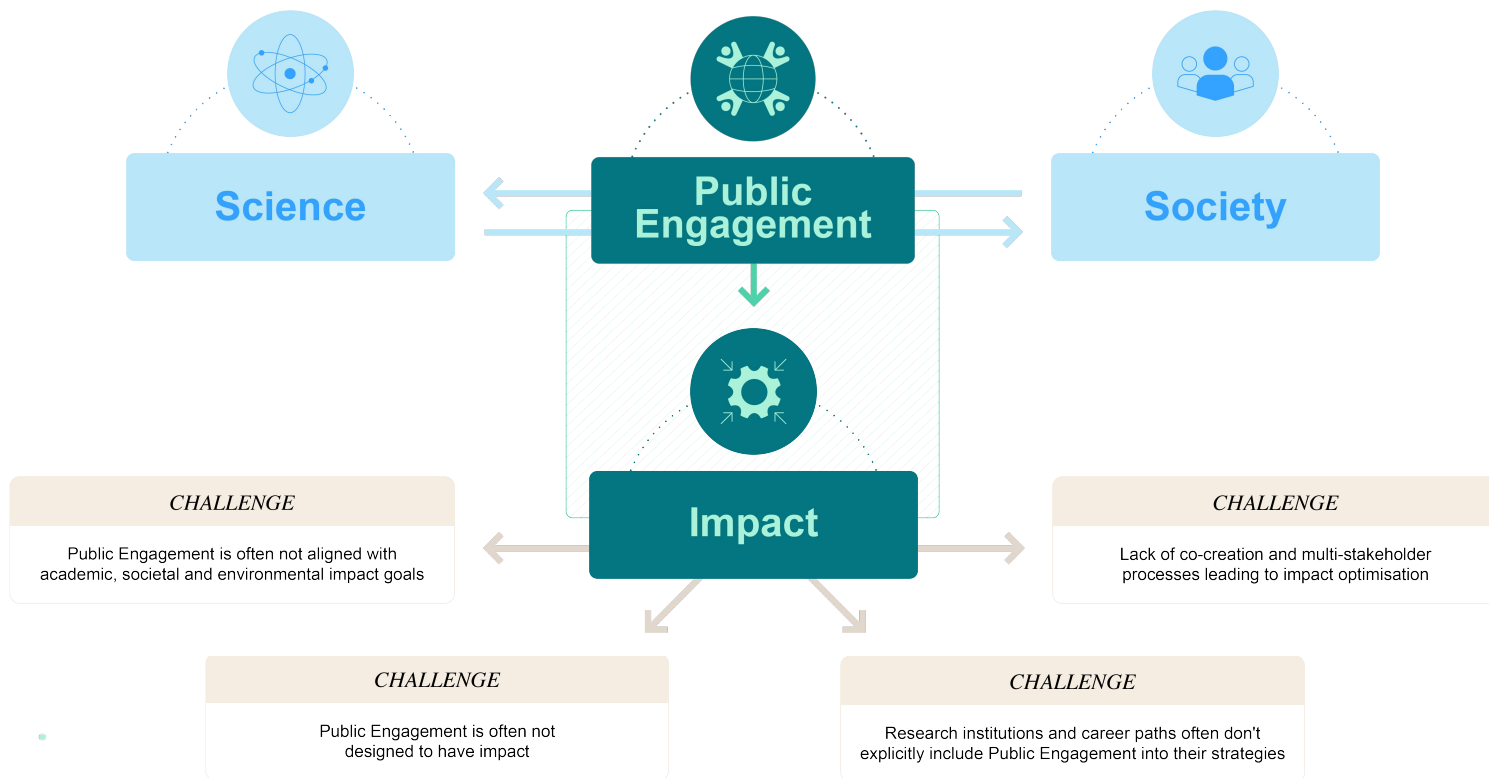 Science
Public
Engagement
Society
Impact
CHALLENGE
Public Engagement is often not aligned with
academic, societal and environmental impact goals
CHALLENGE
Lack of co-creation and multi-stakeholder
processes leading to impact optimisation
CHALLENGE
Public Engagement is often not
designed to have impact
CHALLENGE
Research institutions and career paths often don't
explicitly include Public Engagement into their strategies